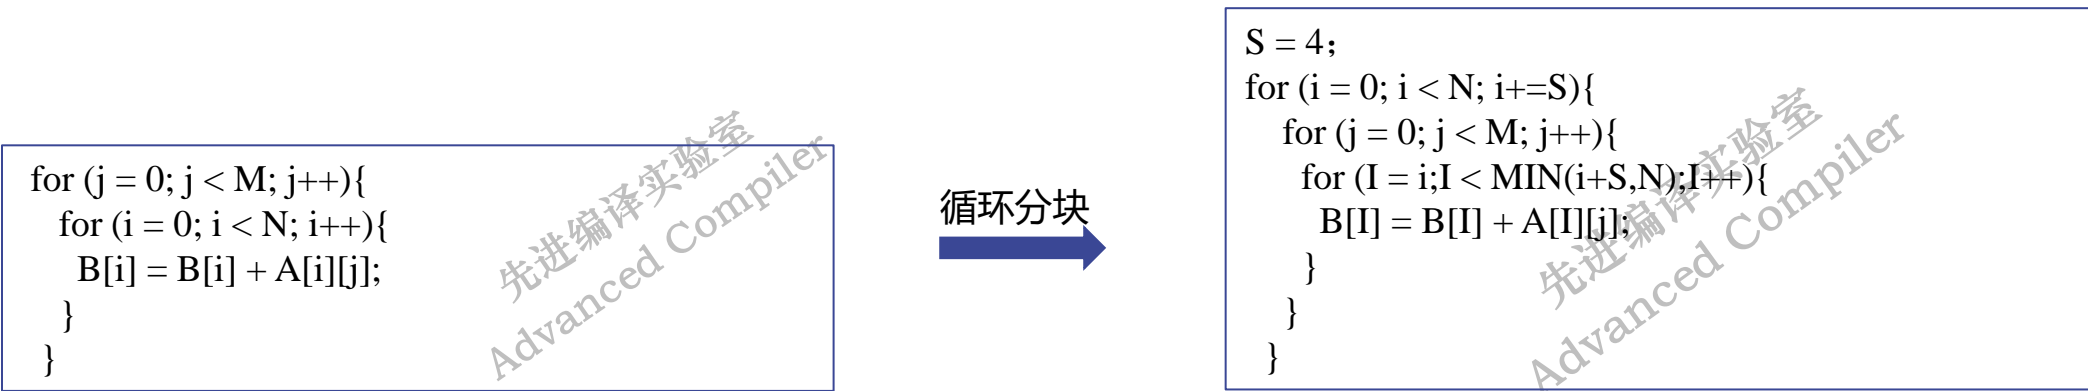 for (j = 0; j < M; j++){
for (i = 0; i < N; i++){
B[i] = B[i] + A[i][j];
}
}
先进编译实验室
Advanced Compiler
循环分块
S = 4；
for (i = 0; i < N; i+=S){
for (j = 0; j < M; j++){
for (I = i;I < MIN(i+S,N);I++){
B[I] = B[I] + A[I][j];
}
}
}
先进编译实验室
Advanced Compiler